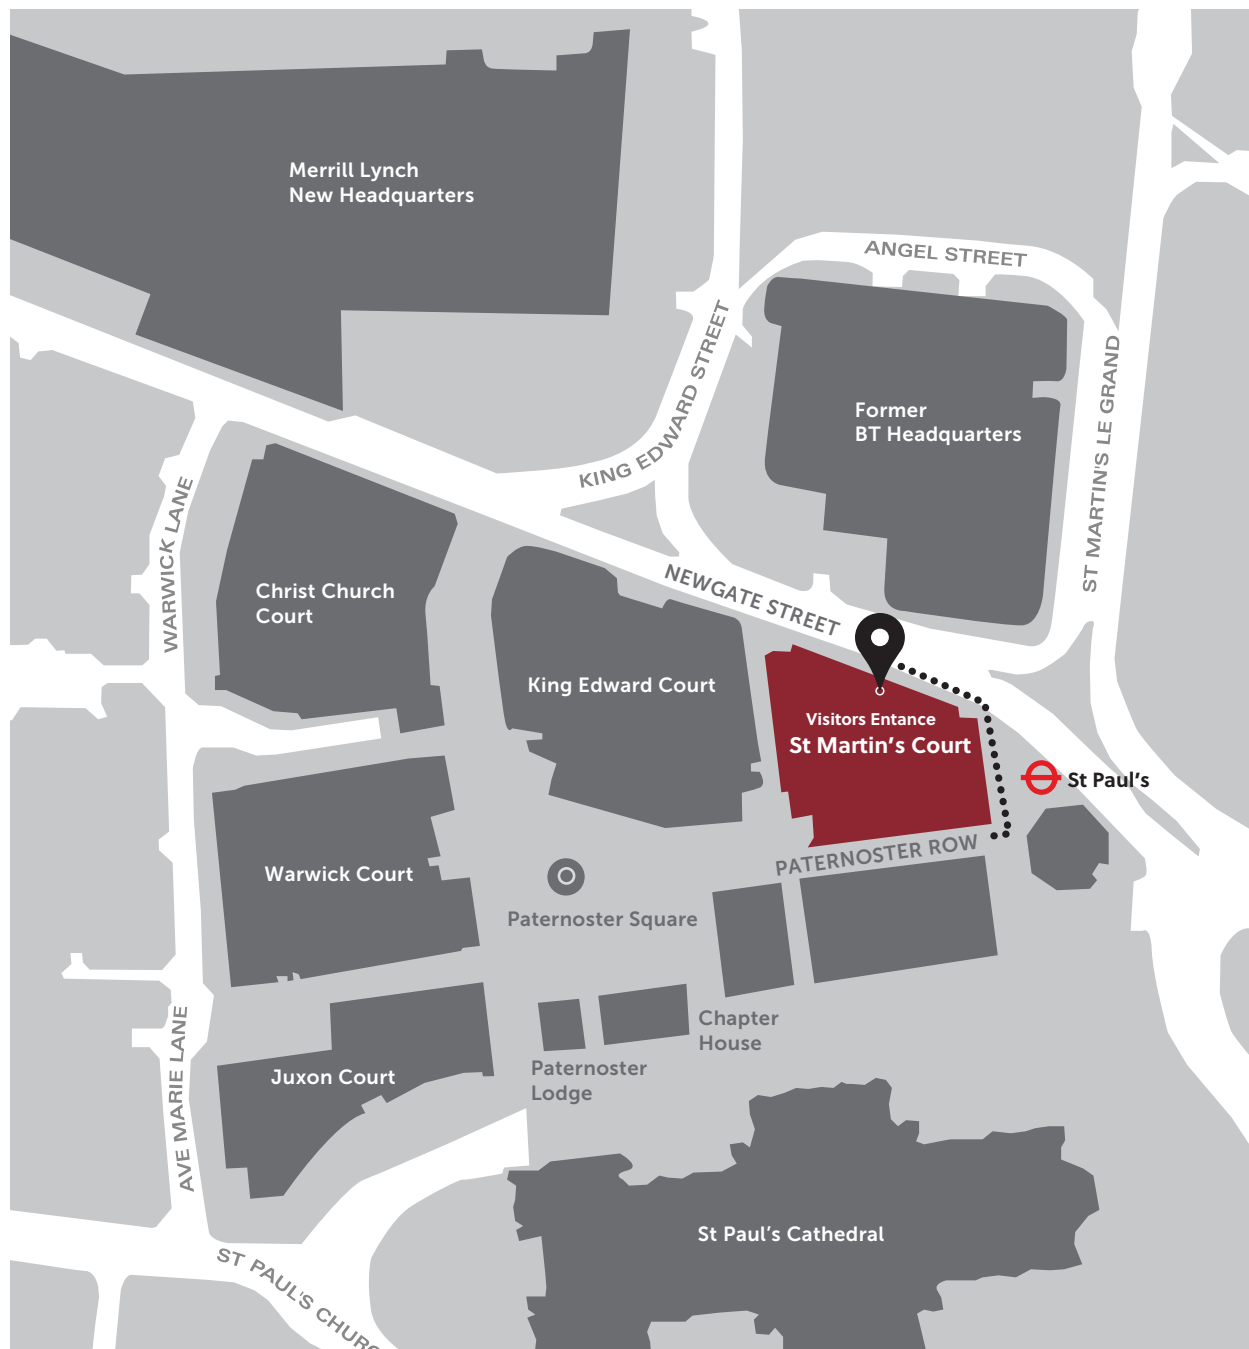 Merrill Lynch
New Headquarters
ANGEL STREET
KING EDWARD STREET
ST MARTIN'S LE GRAND
Former
BT Headquarters
WARWICK LANE
NEWGATE STREET
Christ Church
Court
King Edward Court
Visitors Entance
St Martin's Court
St Paul's
PATERNOSTER ROW
Warwick Court
Paternoster Square
Chapter
House
Paternoster
Lodge
Juxon Court
AVE MARIE LANE
St Paul's Cathedral
ST PAUL'S CHURC